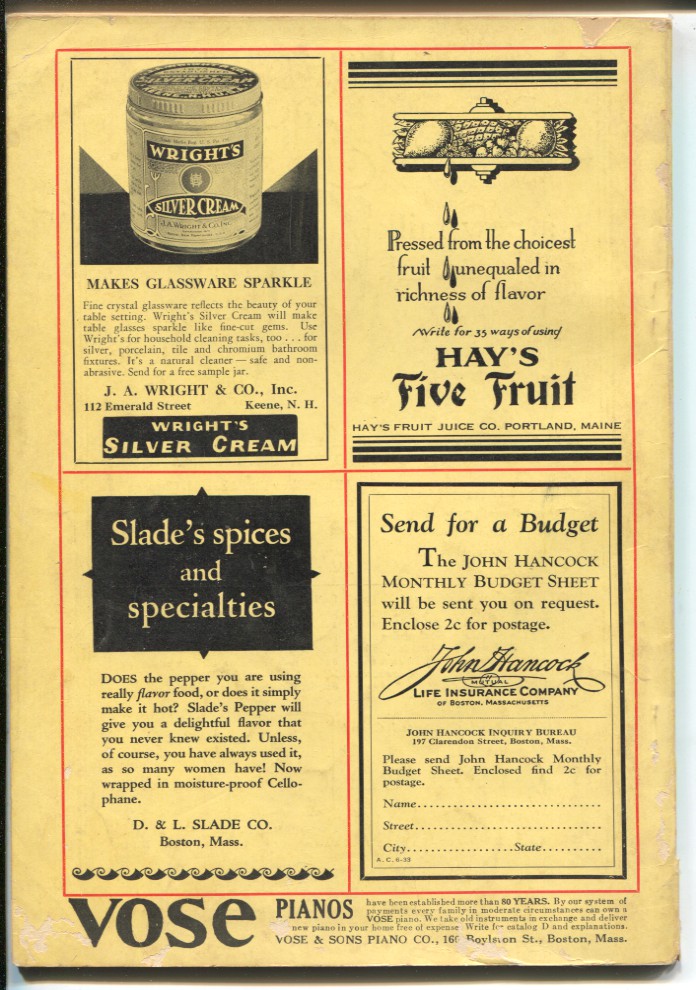 SILVER CREAM
KEENE, N.H. U.S.A.
WRIGHT'S
SILVER CREAM
J.A. WRIGHT & CO. INC.
MAKES GLASSWARE SPARKLE
Fine crystal glassware reflects the beauty of your
table setting. Wright's Silver Cream will make
table glasses sparkle like fine-cut gems. Use
Wright's for household cleaning tasks, too . . . for
silver, porcelain, tile and chromium bathroom
fixtures. It's a natural cleaner — safe and non-
abrasive. Send for a free sample jar.
J. A. WRIGHT & CO., Inc.
112 Emerald Street Keene, N. H.
WRIGHT'S
SILVER CREAM
Pressed from the choicest
fruit unequaled in
richness of flavor
Write for 35 ways of using
HAY'S
Five Fruit
HAY'S FRUIT JUICE CO. PORTLAND, MAINE
Slade's spices
and
specialties
DOES the pepper you are using
really flavor food, or does it simply
make it hot? Slade's Pepper will
give you a delightful flavor that
you never knew existed. Unless,
of course, you have always used it,
as so many women have! Now
wrapped in moisture-proof Cello-
phane.
D. & L. SLADE CO.
Boston, Mass.
Send for a Budget
The JOHN HANCOCK
MONTHLY BUDGET SHEET
will be sent you on request.
Enclose 2c for postage.
John Hancock
MUTUAL
LIFE INSURANCE COMPANY
OF BOSTON, MASSACHUSETTS
JOHN HANCOCK INQUIRY BUREAU
197 Clarendon Street, Boston, Mass.
Please send John Hancock Monthly
Budget Sheet. Enclosed find 2c for
postage.
Name..............................
Street..............................
City....................State..............
A. C. 6-33
VOSE PIANOS
have been established more than 80 YEARS. By our system of
payments every family in moderate circumstances can own a
VOSE piano. We take old instruments in exchange and deliver
new piano in your home free of expense Write for catalog D and explanations.
VOSE & SONS PIANO CO., 160 Boylston St., Boston, Mass.